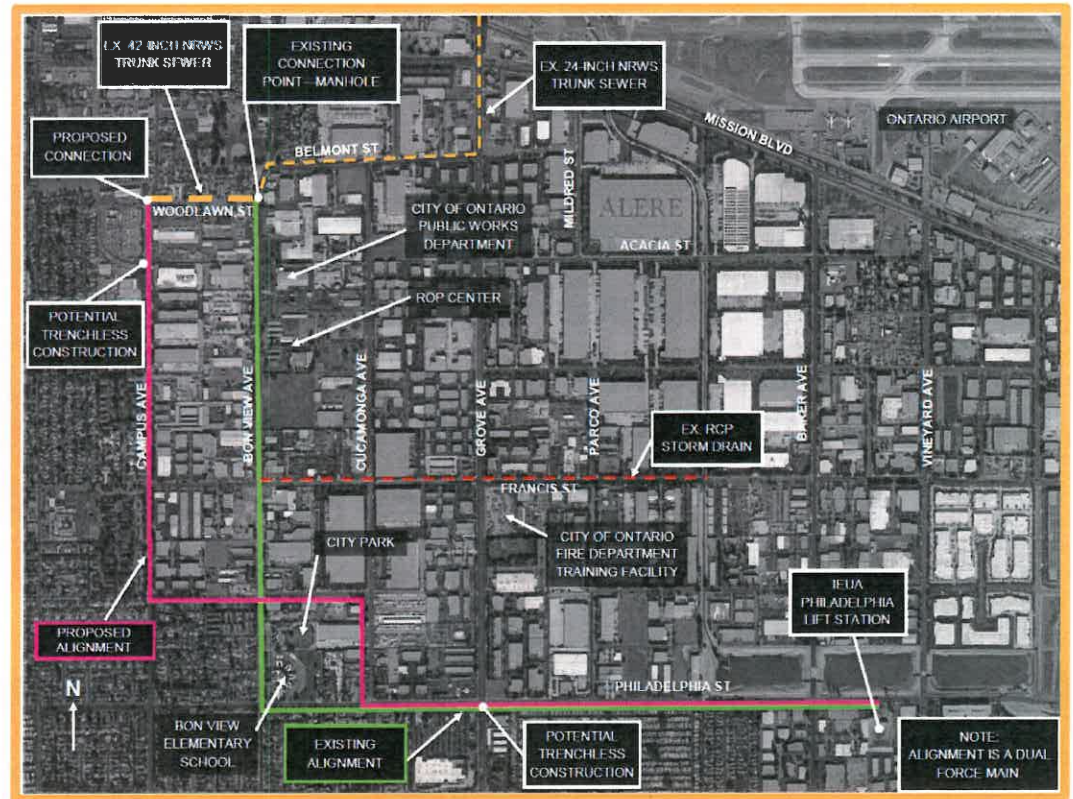 EX. 42-INCH NRWS
TRUNK SEWER
EXISTING
CONNECTION
POINT—MANHOLE
EX. 24-INCH NRWS
TRUNK SEWER
MISSION BLVD
ONTARIO AIRPORT
PROPOSED
CONNECTION
BELMONT ST
MILDRED ST
WOODLAWN ST
CITY OF ONTARIO
PUBLIC WORKS
DEPARTMENT
ALERE
ACACIA ST
POTENTIAL
TRENCHLESS
CONSTRUCTION
ROP CENTER
CAMPUS AVE
BON VIEW AVE
CUCAMONGA AVE
GROVE AVE
PARCO AVE
BAKER AVE
VINEYARD AVE
EX. RCP
STORM DRAIN
FRANCIS ST
CITY PARK
CITY OF ONTARIO
FIRE DEPARTMENT
TRAINING FACILITY
IEUA
PHILADELPHIA
LIFT STATION
PROPOSED
ALIGNMENT
N
PHILADELPHIA ST
BON VIEW
ELEMENTARY
SCHOOL
EXISTING
ALIGNMENT
POTENTIAL
TRENCHLESS
CONSTRUCTION
NOTE:
ALIGNMENT IS A DUAL
FORCE MAIN